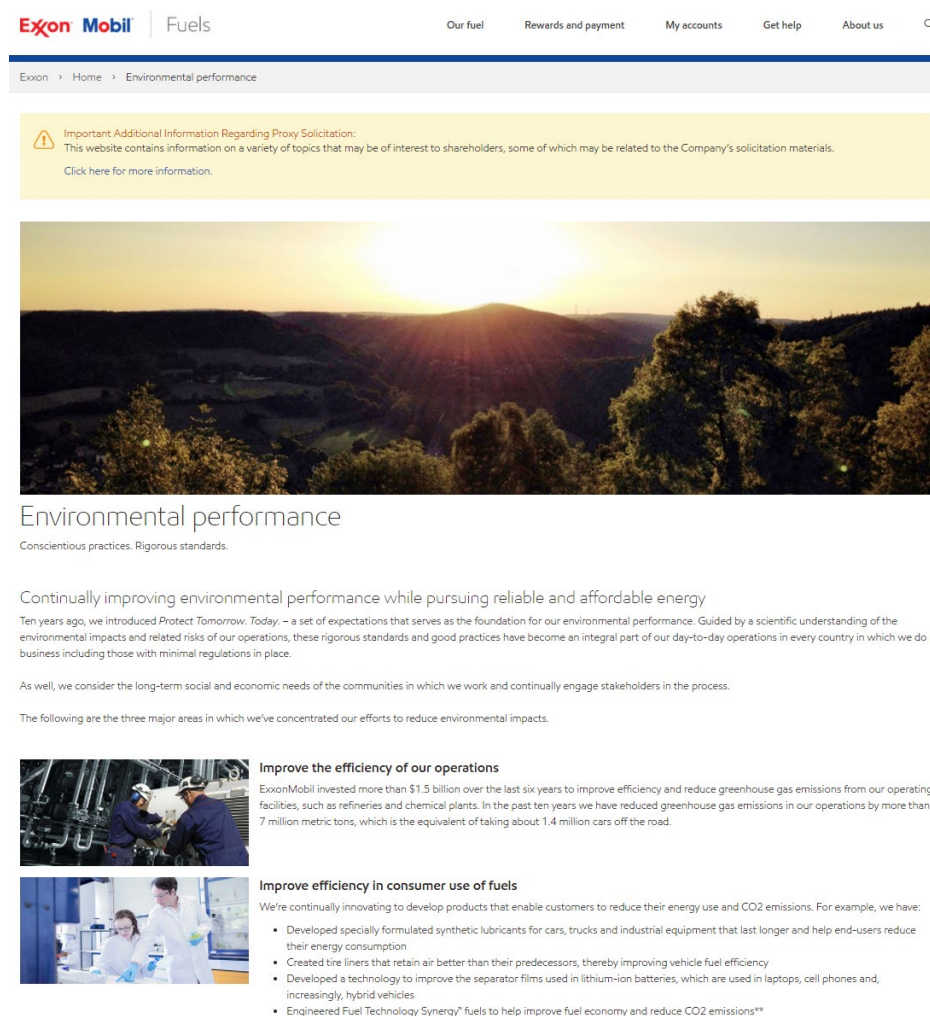 Exxon Mobil Fuels
Our fuel Rewards and payment My accounts Get help About us
Exxon > Home > Environmental performance
Important Additional Information Regarding Proxy Solicitation:
This website contains information on a variety of topics that may be of interest to shareholders, some of which may be related to the Company's solicitation materials.
Click here for more information.
Environmental performance
Conscientious practices. Rigorous standards.
Continually improving environmental performance while pursuing reliable and affordable energy
Ten years ago, we introduced Protect Tomorrow. Today. – a set of expectations that serves as the foundation for our environmental performance. Guided by a scientific understanding of the
environmental impacts and related risks of our operations, these rigorous standards and good practices have become an integral part of our day-to-day operations in every country in which we do
business including those with minimal regulations in place.
As well, we consider the long-term social and economic needs of the communities in which we work and continually engage stakeholders in the process.
The following are the three major areas in which we've concentrated our efforts to reduce environmental impacts.
Improve the efficiency of our operations
ExxonMobil invested more than $1.5 billion over the last six years to improve efficiency and reduce greenhouse gas emissions from our operating
facilities, such as refineries and chemical plants. In the past ten years we have reduced greenhouse gas emissions in our operations by more than
7 million metric tons, which is the equivalent of taking about 1.4 million cars off the road.
Improve efficiency in consumer use of fuels
We're continually innovating to develop products that enable customers to reduce their energy use and CO2 emissions. For example, we have:
• Developed specially formulated synthetic lubricants for cars, trucks and industrial equipment that last longer and help end-users reduce
their energy consumption
• Created tire liners that retain air better than their predecessors, thereby improving vehicle fuel efficiency
• Developed a technology to improve the separator films used in lithium-ion batteries, which are used in laptops, cell phones and,
increasingly, hybrid vehicles
• Engineered Fuel Technology Synergy™ fuels to help improve fuel economy and reduce CO2 emissions**